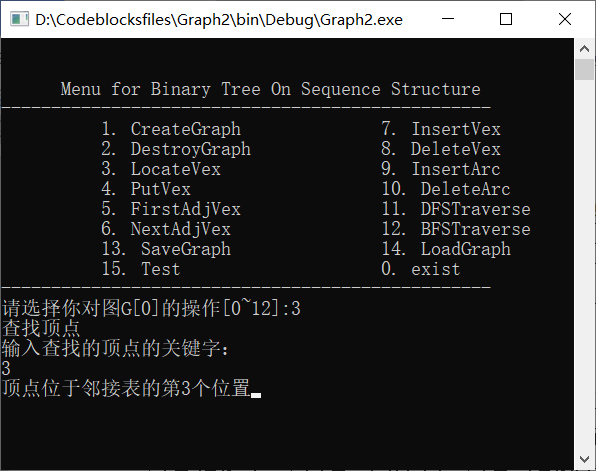 D:\Codeblocksfiles\Graph2\bin\Debug\Graph2.exe
Menu for Binary Tree On Sequence Structure
-------------------------------------------------
1. CreateGraph 7. InsertVex
2. DestroyGraph 8. DeleteVex
3. LocateVex 9. InsertArc
4. PutVex 10. DeleteArc
5. FirstAdjVex 11. DFSTraverse
6. NextAdjVex 12. BFSTraverse
13. SaveGraph 14. LoadGraph
15. Test 0. exist
-------------------------------------------------
请选择你对图G[0]的操作[0~12]:3
查找顶点
输入查找的顶点的关键字:
3
顶点位于邻接表的第3个位置